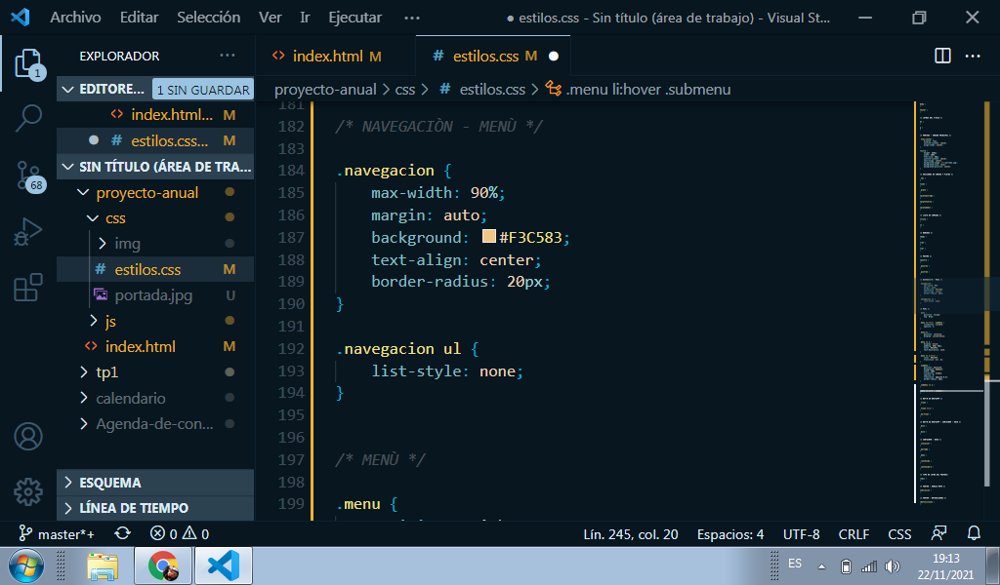 Archivo Editar Selección Ver Ir Ejecutar ··· ● estilos.css - Sin título (área de trabajo) - Visual St...
EXPLORADOR ···
EDITORE... 1 SIN GUARDAR
index.html... M
● # estilos.css... M
SIN TÍTULO (ÁREA DE TRA...
proyecto-anual
css
img
# estilos.css M
portada.jpg U
js
<> index.html M
tp1
calendario
Agenda-de-con...
ESQUEMA
LÍNEA DE TIEMPO
1
68
<> index.html M # estilos.css M ●
proyecto-anual > css > # estilos.css > .menu li:hover .submenu
181
182 /* NAVEGACIÒN - MENÙ */
183
184 .navegacion {
185 max-width: 90%;
186 margin: auto;
187 background: #F3C583;
188 text-align: center;
189 border-radius: 20px;
190 }
191
192 .navegacion ul {
193 list-style: none;
194 }
195
196
197 /* MENÙ */
198
199 .menu {
master*+ 0 0 Lín. 245, col. 20 Espacios: 4 UTF-8 CRLF CSS
ES 19:13
22/11/2021